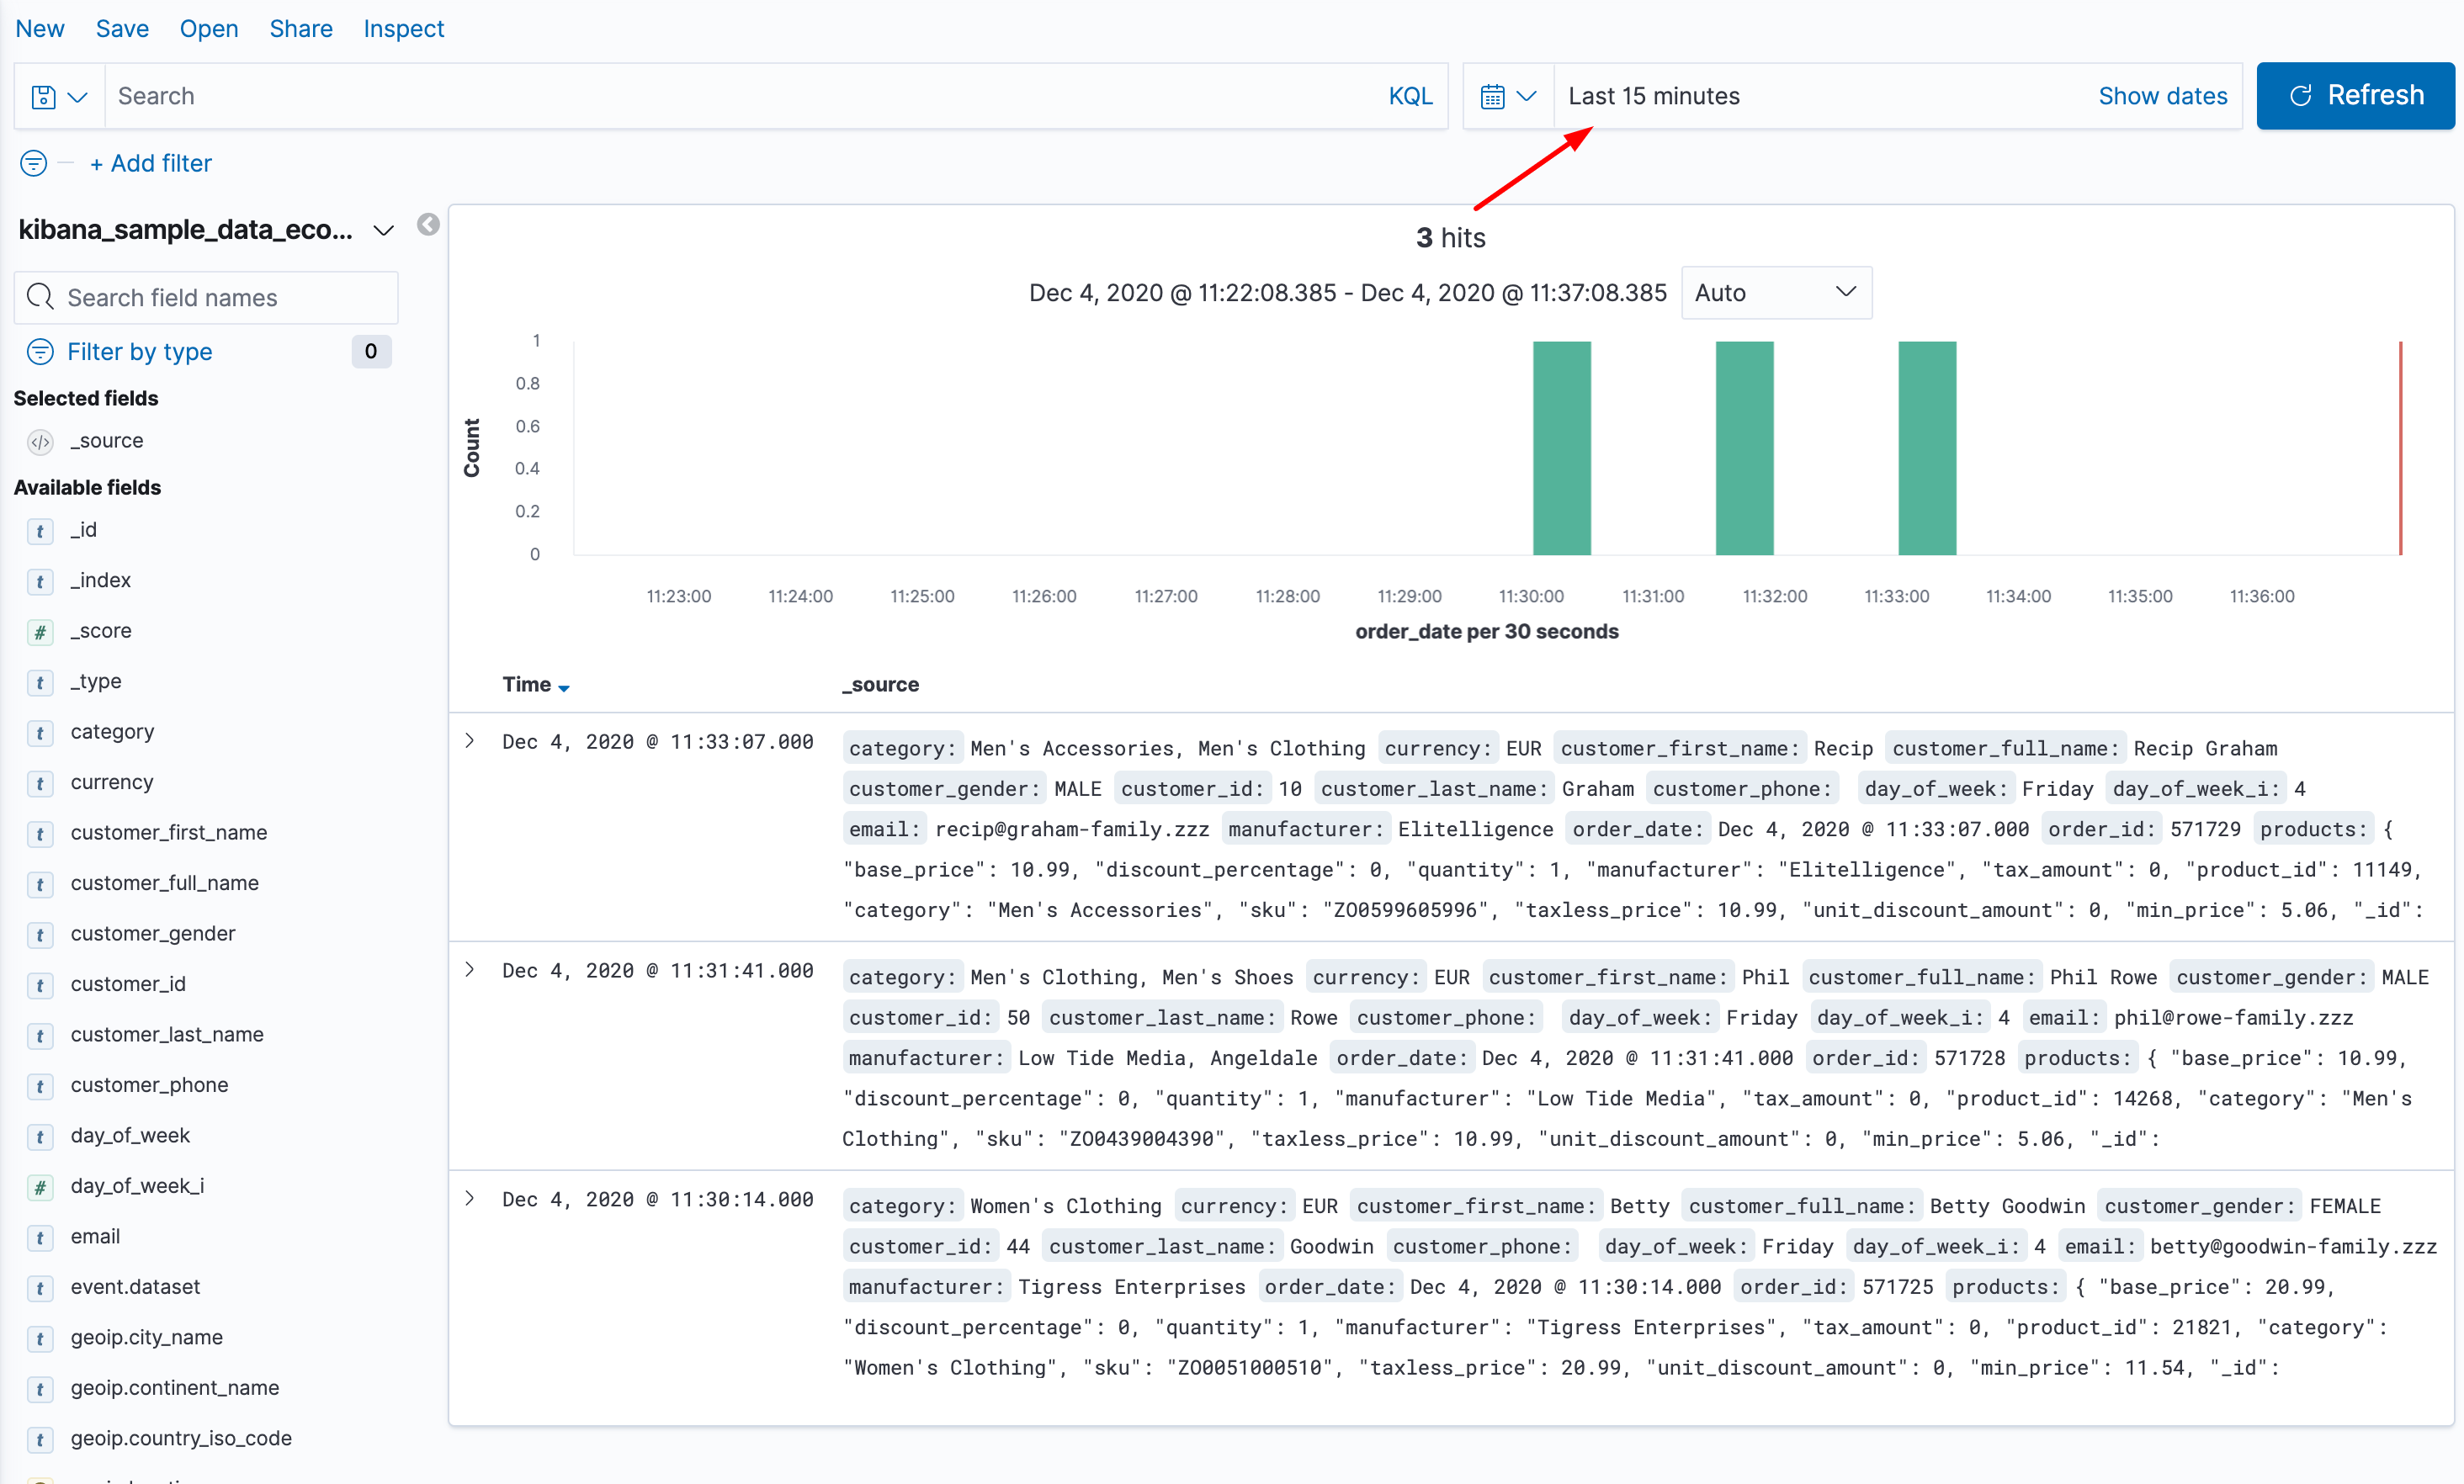 New Save Open Share Inspect
Search KQL Last 15 minutes Show dates Refresh
+ Add filter
kibana_sample_data_eco...
Search field names
Filter by type 0
Selected fields
_source
Available fields
t _id
t _index
# _score
t _type
t category
t currency
t customer_first_name
t customer_full_name
t customer_gender
t customer_id
t customer_last_name
t customer_phone
t day_of_week
# day_of_week_i
t email
t event.dataset
t geoip.city_name
t geoip.continent_name
t geoip.country_iso_code
3 hits
Dec 4, 2020 @ 11:22:08.385 - Dec 4, 2020 @ 11:37:08.385 Auto
Count
1
0.8
0.6
0.4
0.2
0
11:23:00 11:24:00 11:25:00 11:26:00 11:27:00 11:28:00 11:29:00 11:30:00 11:31:00 11:32:00 11:33:00 11:34:00 11:35:00 11:36:00
order_date per 30 seconds
Time _source
Dec 4, 2020 @ 11:33:07.000 category: Men's Accessories, Men's Clothing currency: EUR customer_first_name: Recip customer_full_name: Recip Graham
customer_gender: MALE customer_id: 10 customer_last_name: Graham customer_phone: day_of_week: Friday day_of_week_i: 4
email: recip@graham-family.zzz manufacturer: Elitelligence order_date: Dec 4, 2020 @ 11:33:07.000 order_id: 571729 products: {
"base_price": 10.99, "discount_percentage": 0, "quantity": 1, "manufacturer": "Elitelligence", "tax_amount": 0, "product_id": 11149,
"category": "Men's Accessories", "sku": "ZO0599605996", "taxless_price": 10.99, "unit_discount_amount": 0, "min_price": 5.06, "_id":
Dec 4, 2020 @ 11:31:41.000 category: Men's Clothing, Men's Shoes currency: EUR customer_first_name: Phil customer_full_name: Phil Rowe customer_gender: MALE
customer_id: 50 customer_last_name: Rowe customer_phone: day_of_week: Friday day_of_week_i: 4 email: phil@rowe-family.zzz
manufacturer: Low Tide Media, Angeldale order_date: Dec 4, 2020 @ 11:31:41.000 order_id: 571728 products: { "base_price": 10.99,
"discount_percentage": 0, "quantity": 1, "manufacturer": "Low Tide Media", "tax_amount": 0, "product_id": 14268, "category": "Men's
Clothing", "sku": "ZO0439004390", "taxless_price": 10.99, "unit_discount_amount": 0, "min_price": 5.06, "_id":
Dec 4, 2020 @ 11:30:14.000 category: Women's Clothing currency: EUR customer_first_name: Betty customer_full_name: Betty Goodwin customer_gender: FEMALE
customer_id: 44 customer_last_name: Goodwin customer_phone: day_of_week: Friday day_of_week_i: 4 email: betty@goodwin-family.zzz
manufacturer: Tigress Enterprises order_date: Dec 4, 2020 @ 11:30:14.000 order_id: 571725 products: { "base_price": 20.99,
"discount_percentage": 0, "quantity": 1, "manufacturer": "Tigress Enterprises", "tax_amount": 0, "product_id": 21821, "category":
"Women's Clothing", "sku": "ZO0051000510", "taxless_price": 20.99, "unit_discount_amount": 0, "min_price": 11.54, "_id":